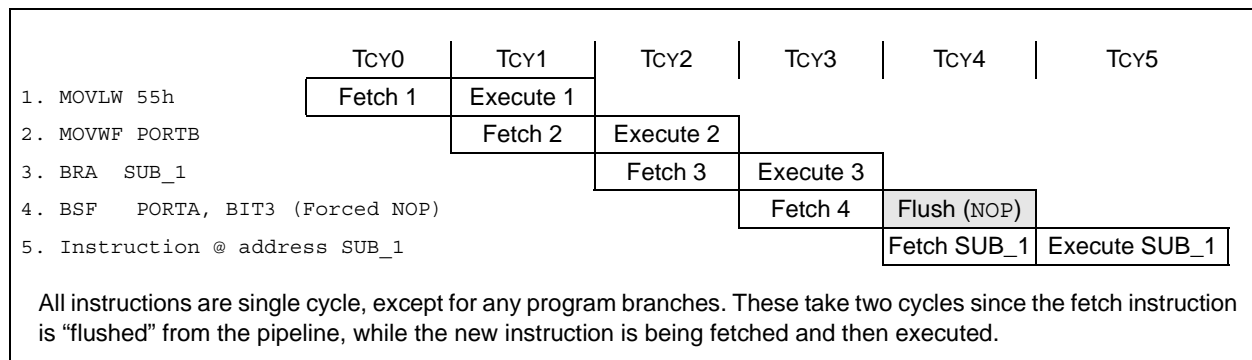 TCY0 TCY1 TCY2 TCY3 TCY4 TCY5
1. MOVLW 55h Fetch 1 Execute 1
2. MOVWF PORTB Fetch 2 Execute 2
3. BRA SUB_1 Fetch 3 Execute 3
4. BSF PORTA, BIT3 (Forced NOP) Fetch 4 Flush (NOP)
5. Instruction @ address SUB_1 Fetch SUB_1 Execute SUB_1
All instructions are single cycle, except for any program branches. These take two cycles since the fetch instruction
is “flushed” from the pipeline, while the new instruction is being fetched and then executed.